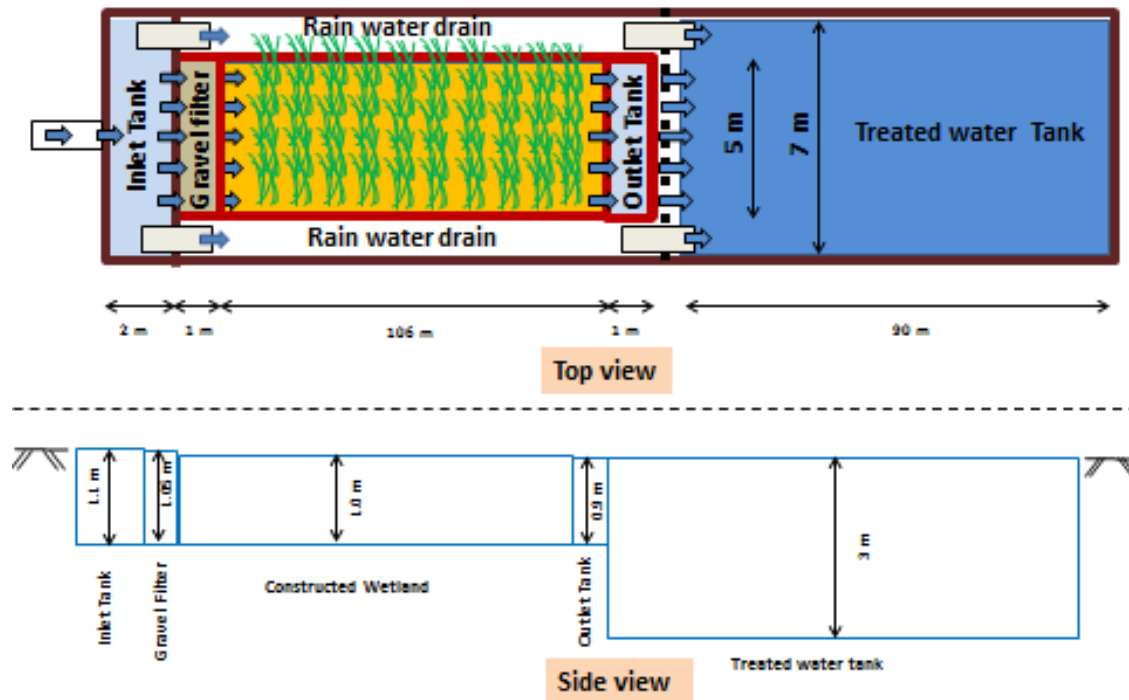 Rain water drain
Inlet Tank
Gravel filter
Outlet Tank
5 m
7 m
Treated water Tank
Rain water drain
2 m
1 m
106 m
1 m
90 m
Top view
1.1 m
1.05 m
1.0 m
0.9 m
3 m
Inlet Tank
Gravel Filter
Constructed Wetland
Outlet Tank
Treated water tank
Side view